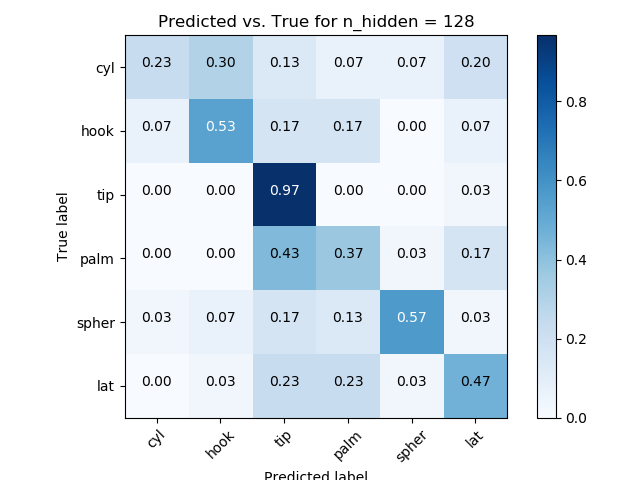 Predicted vs. True for n_hidden = 128
cyl 0.23 0.30 0.13 0.07 0.07 0.20
hook 0.07 0.53 0.17 0.17 0.00 0.07
tip 0.00 0.00 0.97 0.00 0.00 0.03
palm 0.00 0.00 0.43 0.37 0.03 0.17
spher 0.03 0.07 0.17 0.13 0.57 0.03
lat 0.00 0.03 0.23 0.23 0.03 0.47
cyl hook tip palm spher lat
True label
Predicted label
0.8
0.6
0.4
0.2
0.0